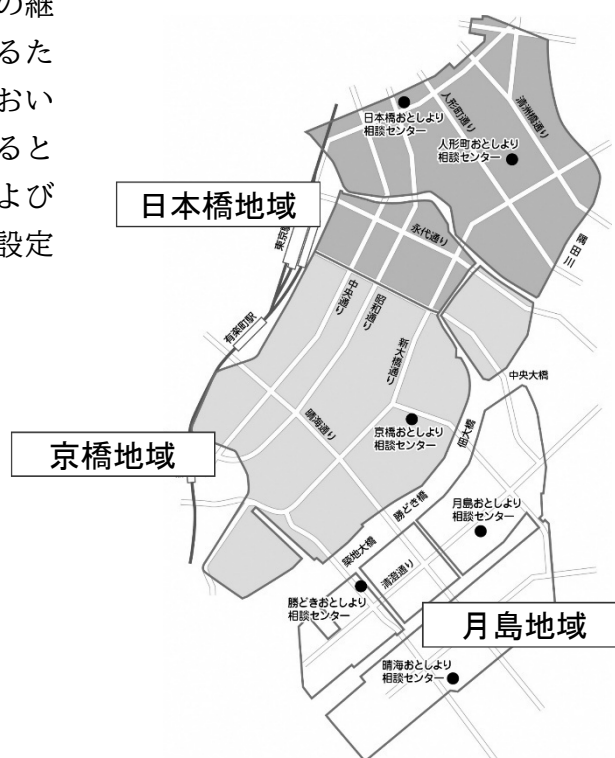 の継
るた
おい
ると
よび
設定
日本橋おとしより
相談センター
人形町通り
清洲橋通り
人形町おとしより
相談センター
日本橋地域
東京駅
永代通り
隅田川
中央通り
昭和通り
有楽町駅
新大橋通り
中央大橋
晴海通り
京橋おとしより
相談センター
佃大橋
京橋地域
勝どき橋
月島おとしより
相談センター
築地大橋
清澄通り
勝どきおとしより
相談センター
月島地域
晴海おとしより
相談センター